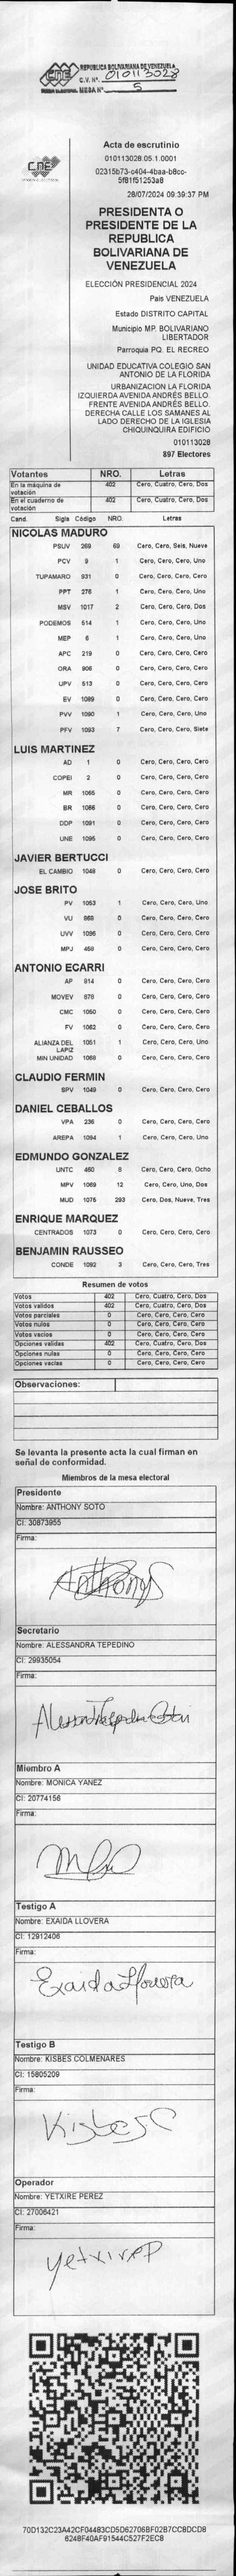 CNE REPUBLICA BOLIVARIANA DE VENEZUELA
C.V. Nº. 010113028
MESA Nº. 5
CNE
Acta de escrutinio
010113028.05.1.0001
02315b73-c404-4baa-b8cc-
5f81f51253a8
28/07/2024 09:39:37 PM
PRESIDENTA O
PRESIDENTE DE LA
REPUBLICA
BOLIVARIANA DE
VENEZUELA
ELECCIÓN PRESIDENCIAL 2024
Pais VENEZUELA
Estado DISTRITO CAPITAL
Municipio MP. BOLIVARIANO
LIBERTADOR
Parroquia PQ. EL RECREO
UNIDAD EDUCATIVA COLEGIO SAN
ANTONIO DE LA FLORIDA
URBANIZACION LA FLORIDA
IZQUIERDA AVENIDA ANDRÉS BELLO.
FRENTE AVENIDA ANDRÉS BELLO.
DERECHA CALLE LOS SAMANES AL
LADO DERECHO DE LA IGLESIA
CHIQUINQUIRA EDIFICIO
010113028
897 Electores
Votantes NRO. Letras
En la máquina de votación 402 Cero, Cuatro, Cero, Dos
En el cuaderno de votación 402 Cero, Cuatro, Cero, Dos
Cand. Sigla Código NRO. Letras
NICOLAS MADURO
PSUV 269 69 Cero, Cero, Seis, Nueve
PCV 9 1 Cero, Cero, Cero, Uno
TUPAMARO 931 0 Cero, Cero, Cero, Cero
PPT 276 1 Cero, Cero, Cero, Uno
MSV 1017 2 Cero, Cero, Cero, Dos
PODEMOS 514 1 Cero, Cero, Cero, Uno
MEP 6 1 Cero, Cero, Cero, Uno
APC 219 0 Cero, Cero, Cero, Cero
ORA 906 0 Cero, Cero, Cero, Cero
UPV 513 0 Cero, Cero, Cero, Cero
EV 1089 0 Cero, Cero, Cero, Cero
PVV 1090 1 Cero, Cero, Cero, Uno
PFV 1093 7 Cero, Cero, Cero, Siete
LUIS MARTINEZ
AD 1 0 Cero, Cero, Cero, Cero
COPEI 2 0 Cero, Cero, Cero, Cero
MR 1065 0 Cero, Cero, Cero, Cero
BR 1066 0 Cero, Cero, Cero, Cero
DDP 1091 0 Cero, Cero, Cero, Cero
UNE 1095 0 Cero, Cero, Cero, Cero
JAVIER BERTUCCI
EL CAMBIO 1048 0 Cero, Cero, Cero, Cero
JOSE BRITO
PV 1053 1 Cero, Cero, Cero, Uno
VU 868 0 Cero, Cero, Cero, Cero
UVV 1096 0 Cero, Cero, Cero, Cero
MPJ 458 0 Cero, Cero, Cero, Cero
ANTONIO ECARRI
AP 914 0 Cero, Cero, Cero, Cero
MOVEV 978 0 Cero, Cero, Cero, Cero
CMC 1050 0 Cero, Cero, Cero, Cero
FV 1062 0 Cero, Cero, Cero, Cero
ALIANZA DEL LAPIZ 1051 1 Cero, Cero, Cero, Uno
MIN UNIDAD 1068 0 Cero, Cero, Cero, Cero
CLAUDIO FERMIN
SPV 1049 0 Cero, Cero, Cero, Cero
DANIEL CEBALLOS
VPA 236 0 Cero, Cero, Cero, Cero
AREPA 1094 1 Cero, Cero, Cero, Uno
EDMUNDO GONZALEZ
UNTC 460 8 Cero, Cero, Cero, Ocho
MPV 1069 12 Cero, Cero, Uno, Dos
MUD 1076 293 Cero, Dos, Nueve, Tres
ENRIQUE MARQUEZ
CENTRADOS 1073 0 Cero, Cero, Cero, Cero
BENJAMIN RAUSSEO
CONDE 1092 3 Cero, Cero, Cero, Tres
Resumen de votos
Votos 402 Cero, Cuatro, Cero, Dos
Votos validos 402 Cero, Cuatro, Cero, Dos
Votos parciales 0 Cero, Cero, Cero, Cero
Votos nulos 0 Cero, Cero, Cero, Cero
Votos vacios 0 Cero, Cero, Cero, Cero
Opciones validas 402 Cero, Cuatro, Cero, Dos
Opciones nulas 0 Cero, Cero, Cero, Cero
Opciones vacias 0 Cero, Cero, Cero, Cero
Observaciones:
Se levanta la presente acta la cual firman en
señal de conformidad.
Miembros de la mesa electoral
Presidente
Nombre: ANTHONY SOTO
CI: 30873955
Firma:
AnthonyS
Secretario
Nombre: ALESSANDRA TEPEDINO
CI: 29935054
Firma:
Miembro A
Nombre: MONICA YANEZ
CI: 20774156
Firma:
Testigo A
Nombre: EXAIDA LLOVERA
CI: 12912406
Firma:
Exaida Llovera
Testigo B
Nombre: KISBES COLMENARES
CI: 15805209
Firma:
Kisbes C
Operador
Nombre: YETXIRE PEREZ
CI: 27006421
Firma:
70D132C23A42CF04483CD5D62706BF02B7CC8DCD8
6248F40AF91544C527F2EC8